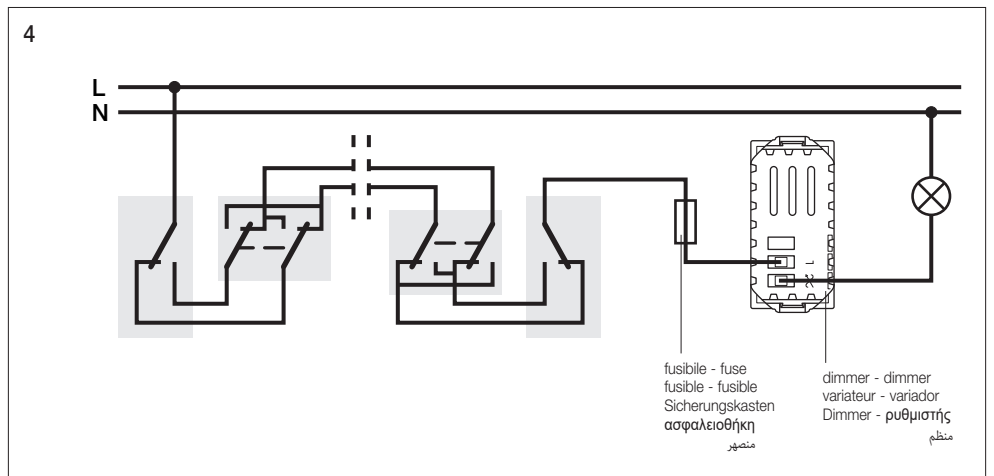 4
L
N
L
fusibile - fuse
fusible - fusible
Sicherungskasten
ασφαλειοθήκη
منصهر
dimmer - dimmer
variateur - variador
Dimmer - ρυθμιστής
منظم